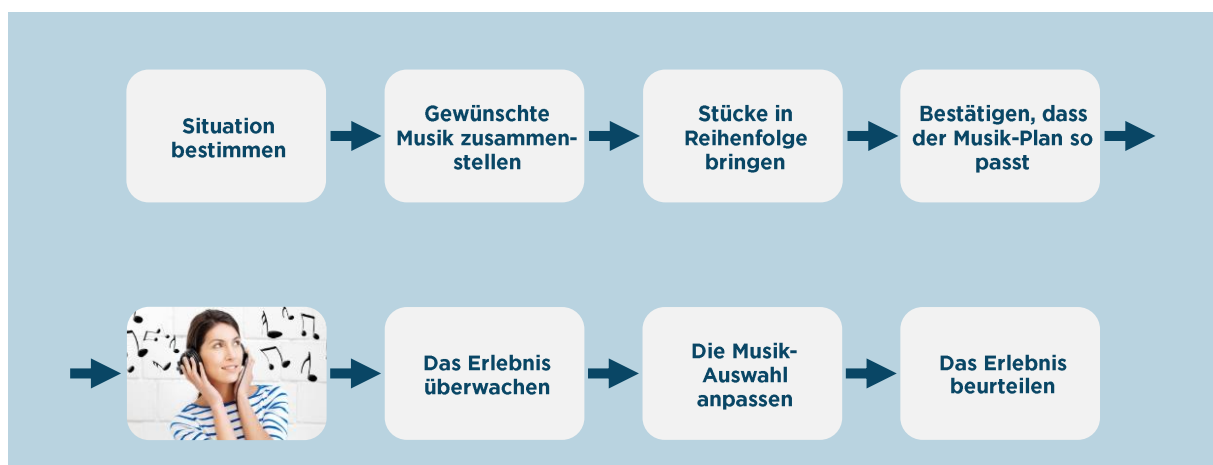 Situation
bestimmen
Gewünschte
Musik zusammen-
stellen
Stücke in
Reihenfolge
bringen
Bestätigen, dass
der Musik-Plan so
passt
Das Erlebnis
überwachen
Die Musik-
Auswahl
anpassen
Das Erlebnis
beurteilen